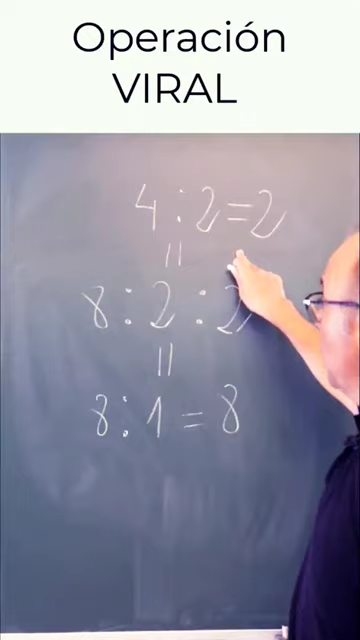 Operación
VIRAL
4 : 2 = 2
||
8 : 2 : 2
||
8 : 1 = 8